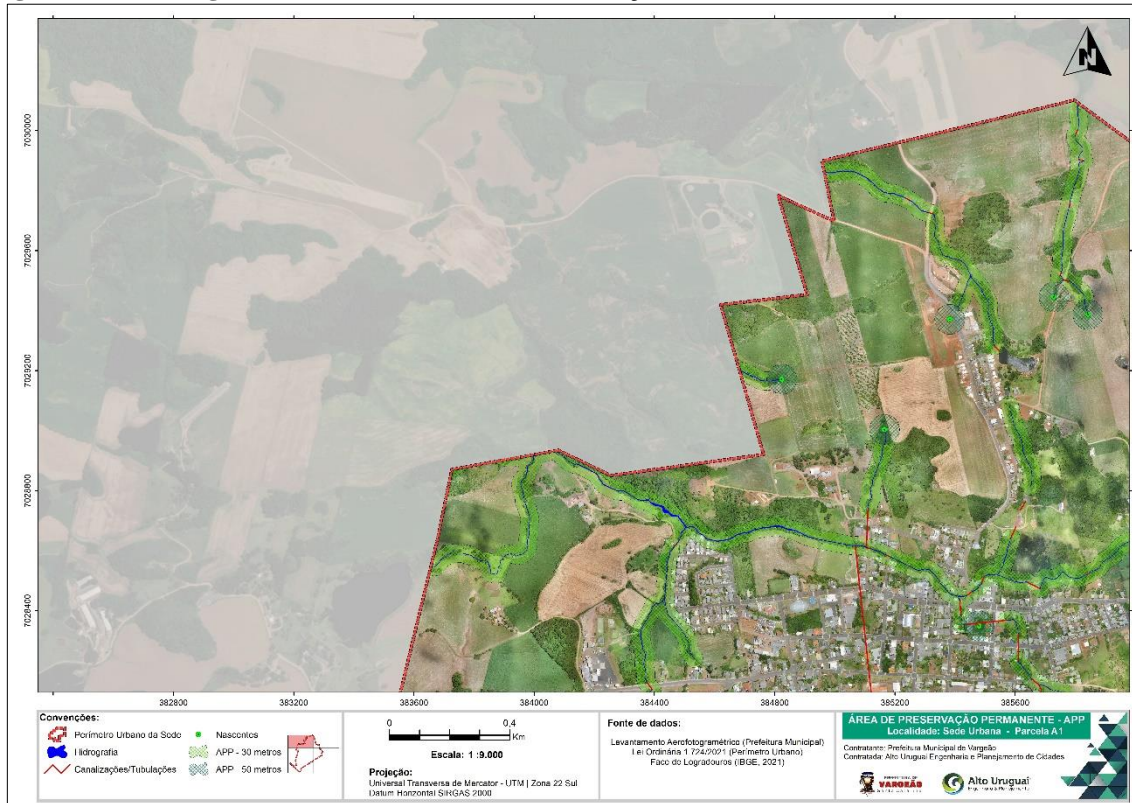 N
7030000
7029600
7029200
7028800
7028400
382800 383200 383600 384000 384400 384800 385200 385600
Convenções:
Perímetro Urbano da Sede
Hidrografia
Canalizações/Tubulações
Nascentes
APP - 30 metros
APP - 50 metros
0 0,4
Km
Escala: 1:9.000
Projeção:
Universal Transversa de Mercator - UTM | Zona 22 Sul
Datum Horizontal SIRGAS 2000
Fonte de dados:
Levantamento Aerofotogramétrico (Prefeitura Municipal)
Lei Ordinária 1.724/2021 (Perímetro Urbano)
Face de Logradouros (IBGE, 2021)
ÁREA DE PRESERVAÇÃO PERMANENTE - APP
Localidade: Sede Urbana - Parcela A1
Contratante: Prefeitura Municipal de Vargeão
Contratada: Alto Uruguai Engenharia e Planejamento de Cidades
VARGEÃO
Alto Uruguai
Engenharia e Planejamento